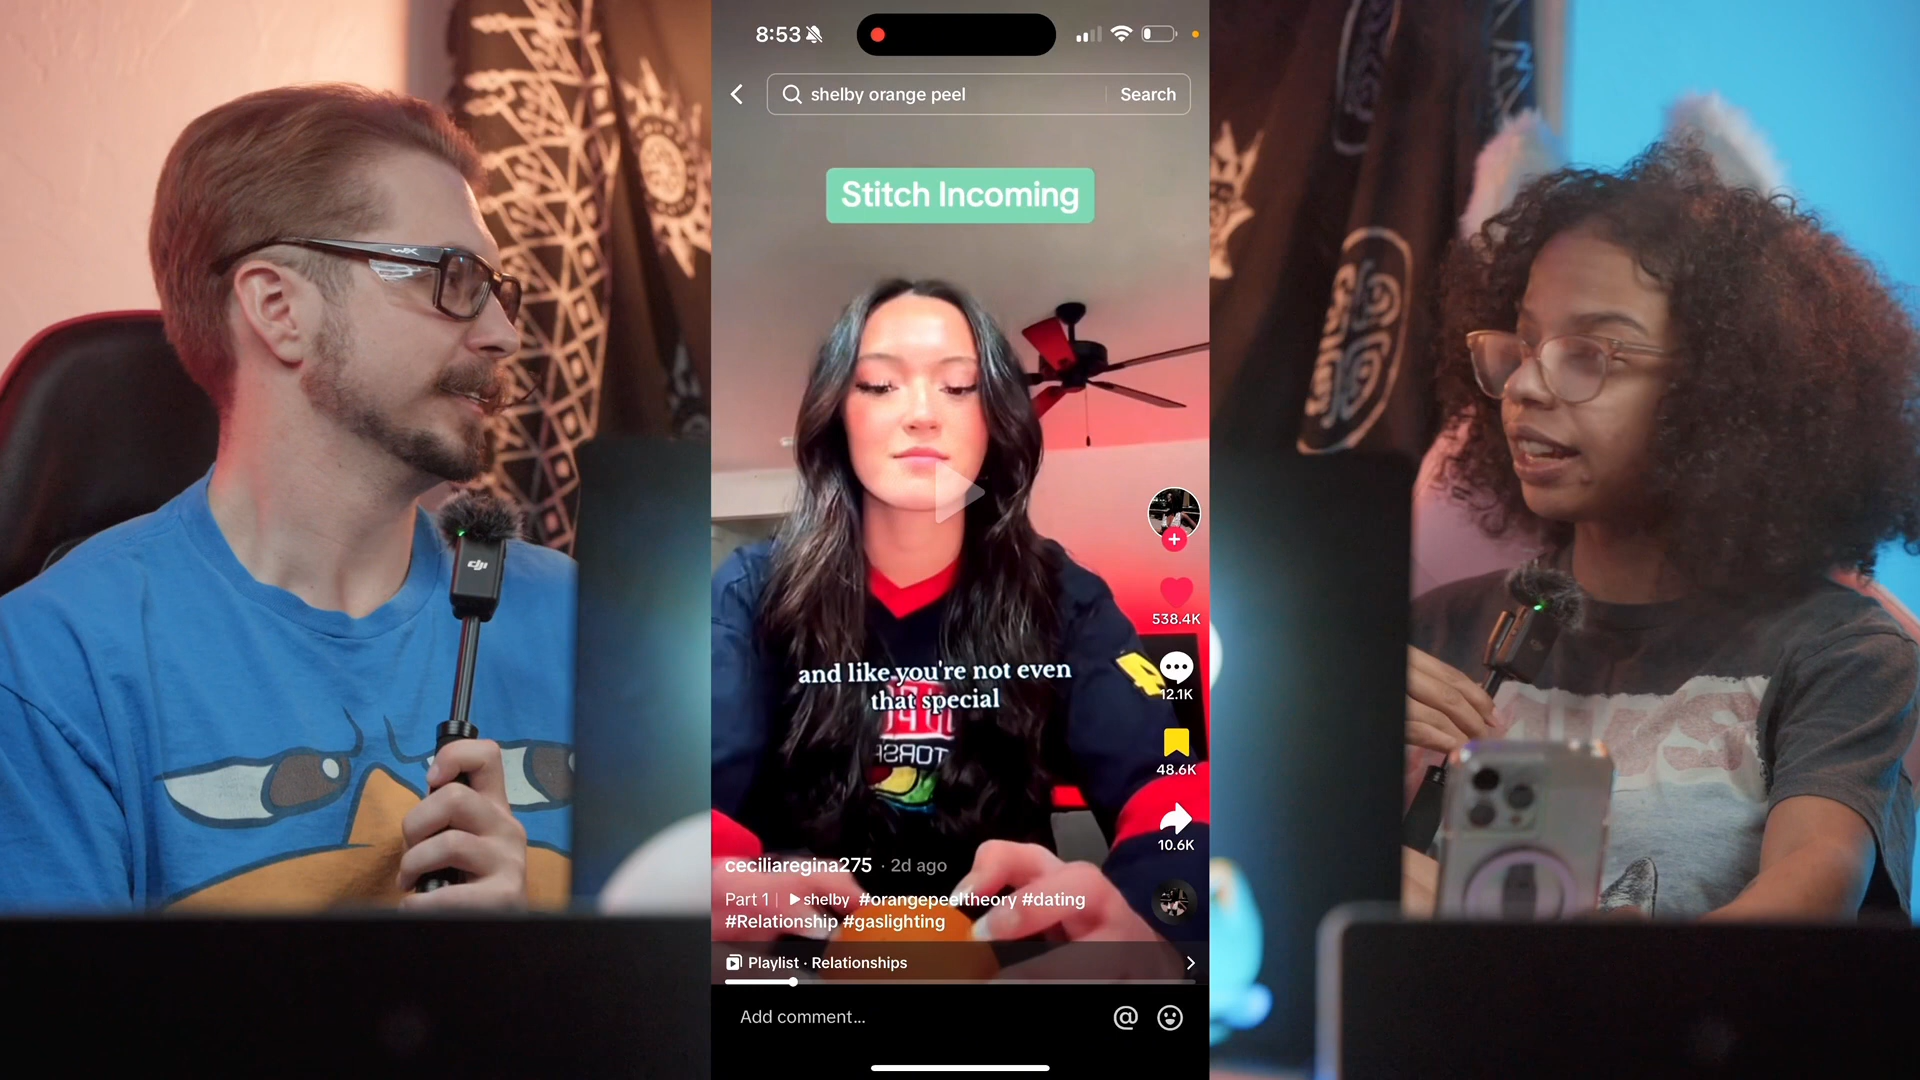 8:53
shelby orange peel
Search
Stitch Incoming
WX
dji
and like you're not even
that special
538.4K
12.1K
48.6K
10.6K
ceciliaregina275 · 2d ago
Part 1 | shelby #orangepeeltheory #dating
#Relationship #gaslighting
Playlist · Relationships
Add comment...
@